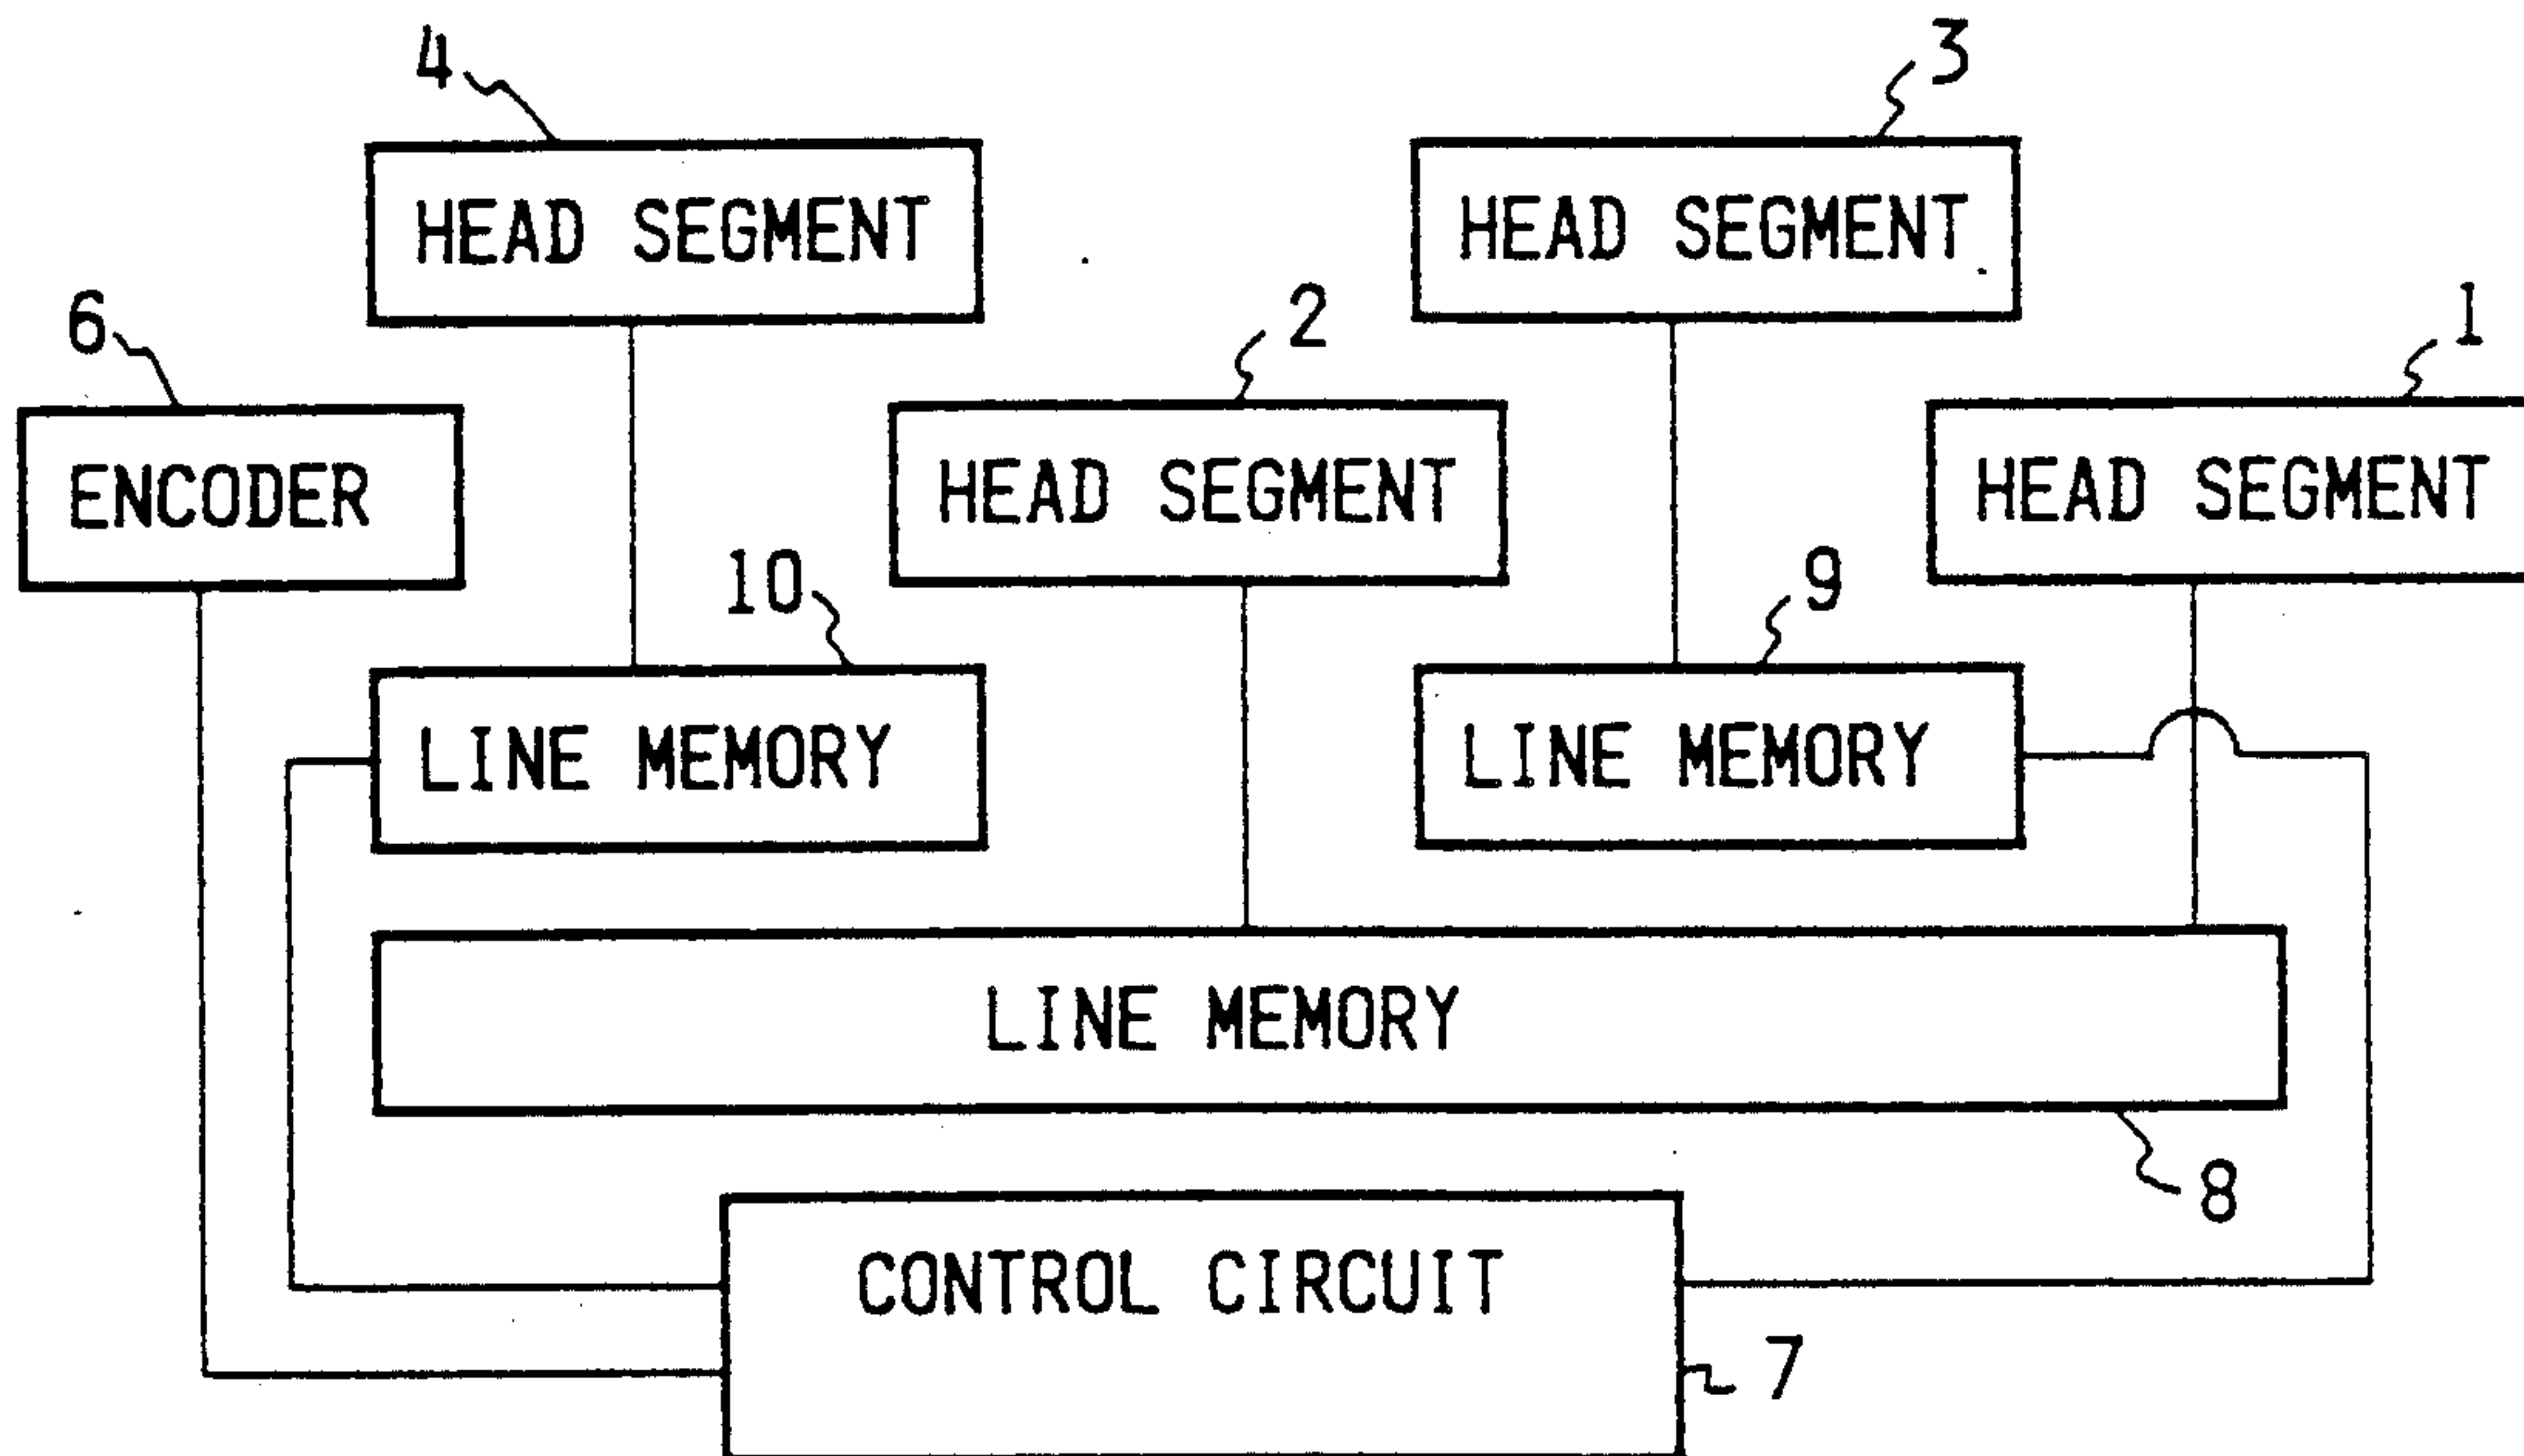 4
3
HEAD SEGMENT
HEAD SEGMENT
6
2
1
ENCODER
HEAD SEGMENT
HEAD SEGMENT
10
9
LINE MEMORY
LINE MEMORY
LINE MEMORY
8
CONTROL CIRCUIT
7